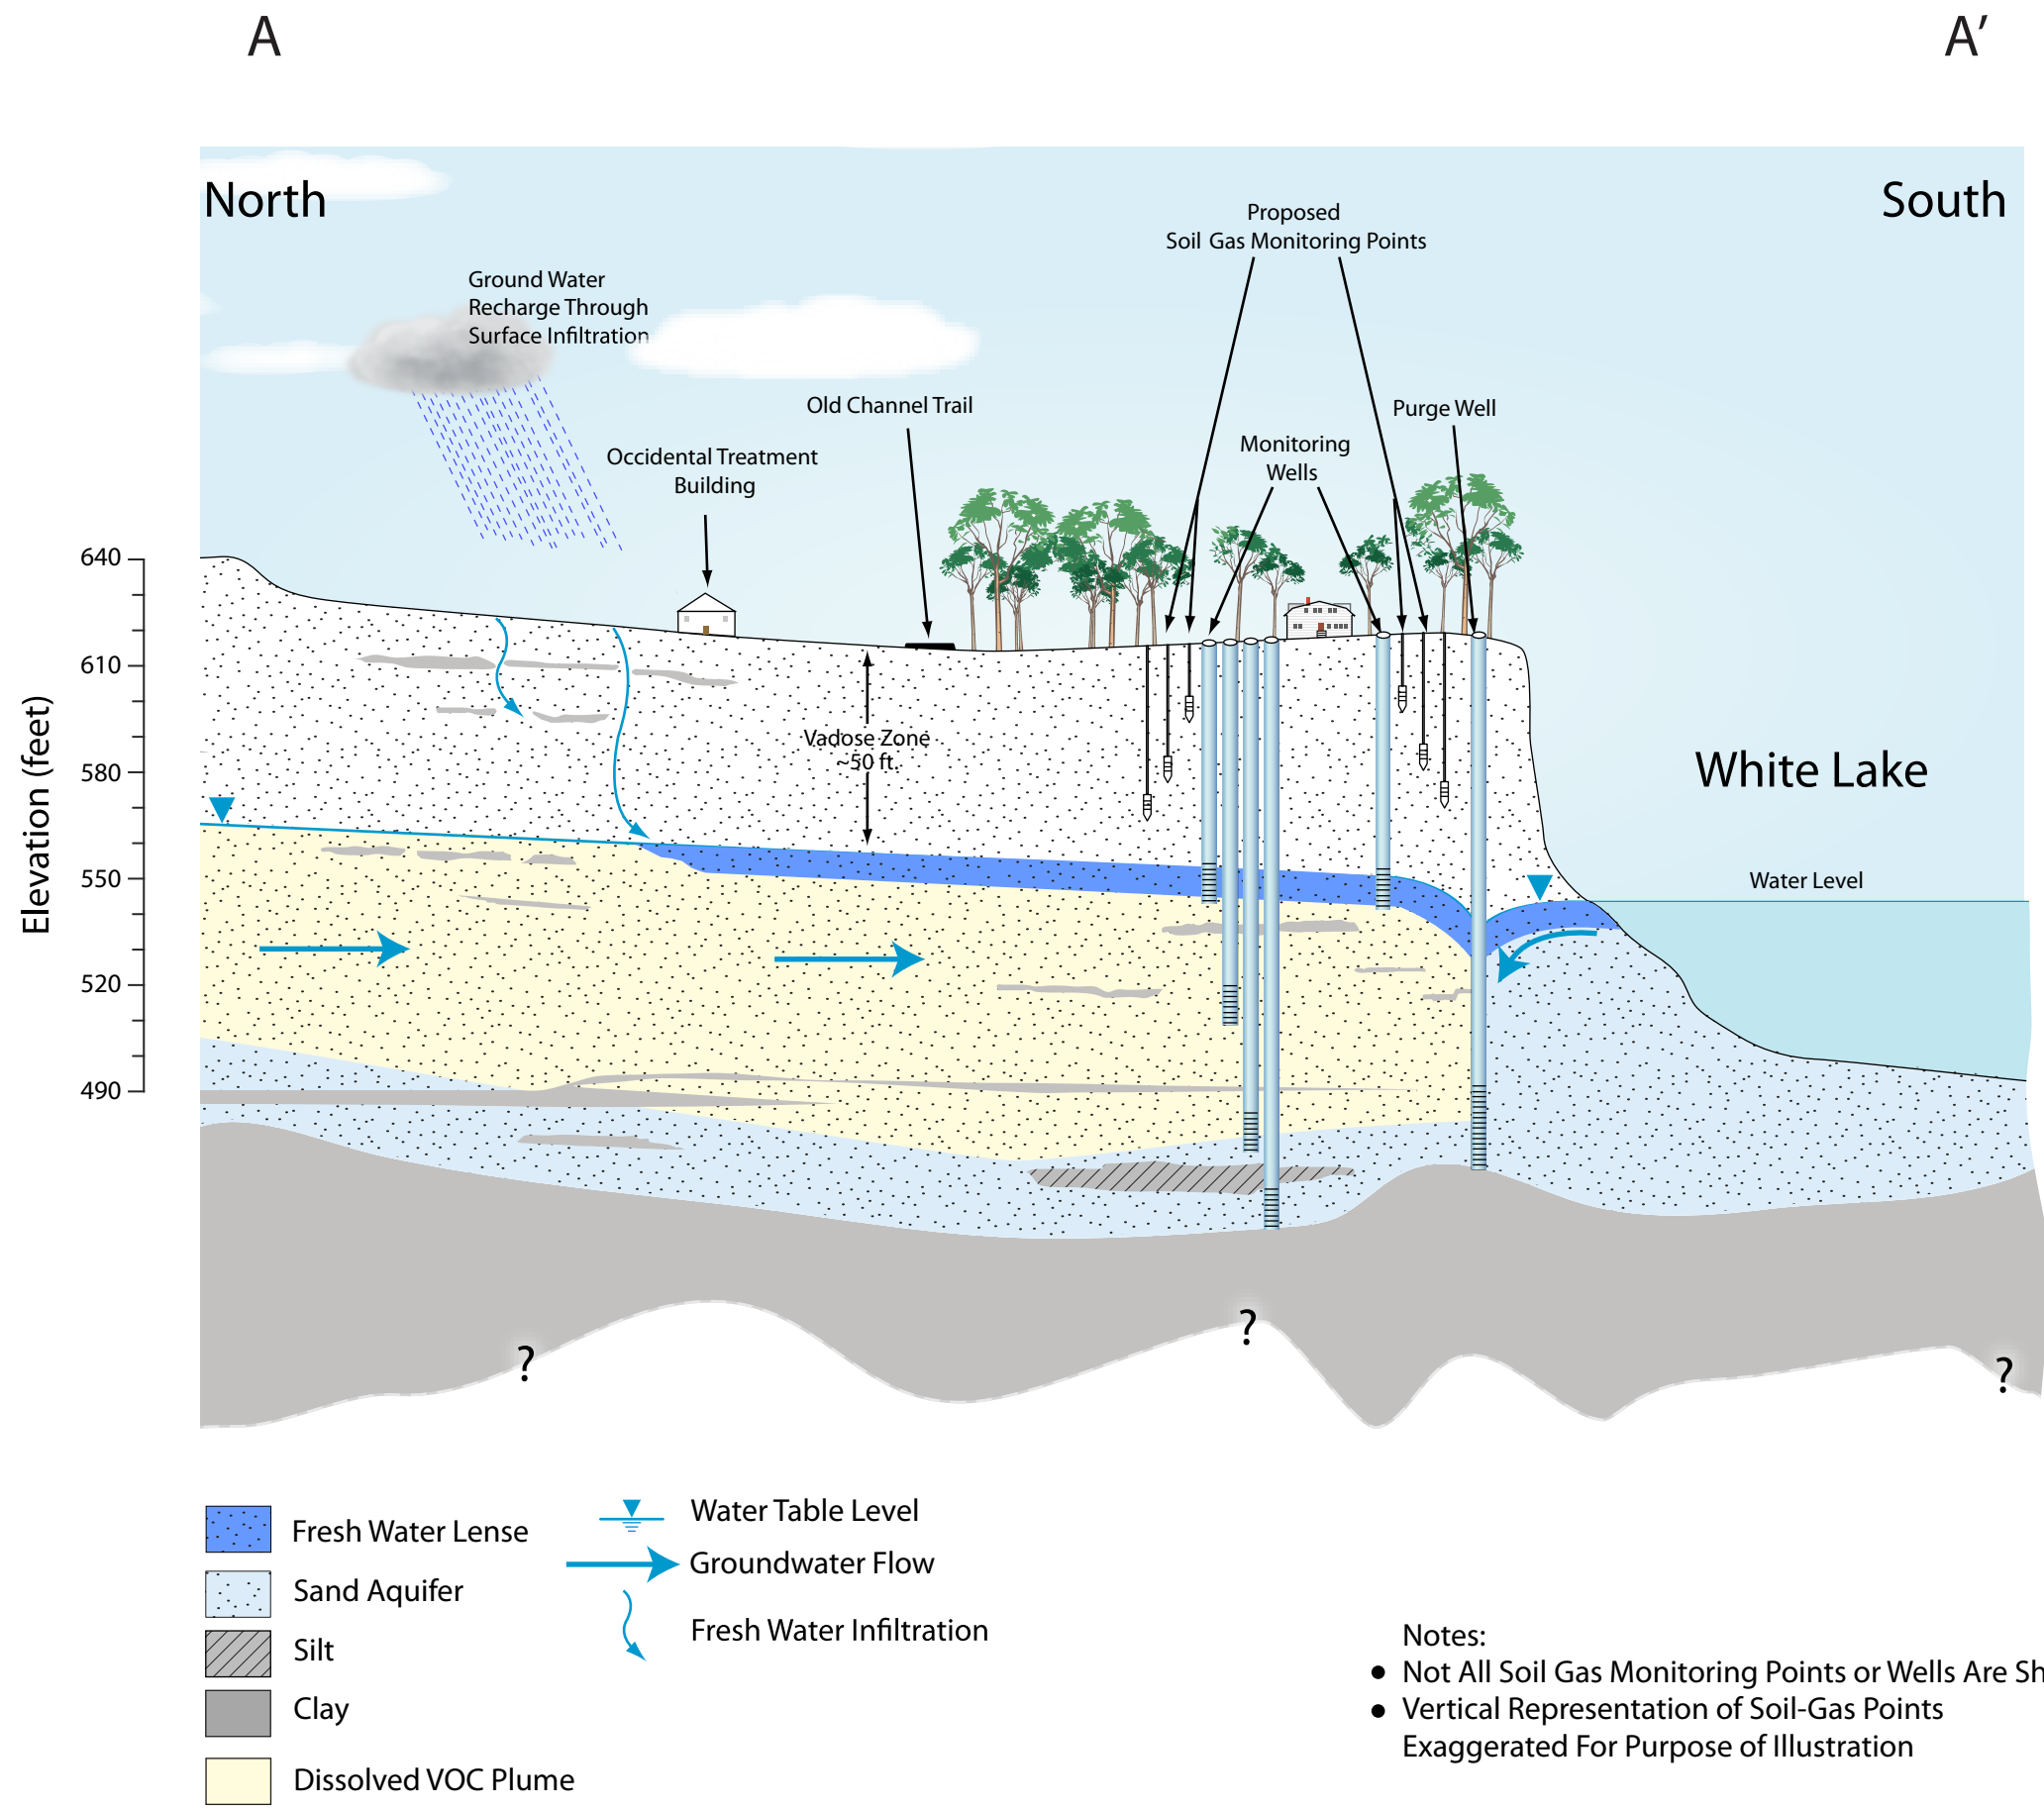 A
A′
North
South
Proposed
Soil Gas Monitoring Points
Ground Water
Recharge Through
Surface Infiltration
Old Channel Trail
Purge Well
Monitoring
Wells
Occidental Treatment
Building
640
610
580
550
520
490
Elevation (feet)
Vadose Zone
~50 ft.
White Lake
Water Level
?
?
?
Fresh Water Lense
Sand Aquifer
Silt
Clay
Dissolved VOC Plume
Water Table Level
Groundwater Flow
Fresh Water Infiltration
Notes:
● Not All Soil Gas Monitoring Points or Wells Are Sh
● Vertical Representation of Soil-Gas Points
Exaggerated For Purpose of Illustration